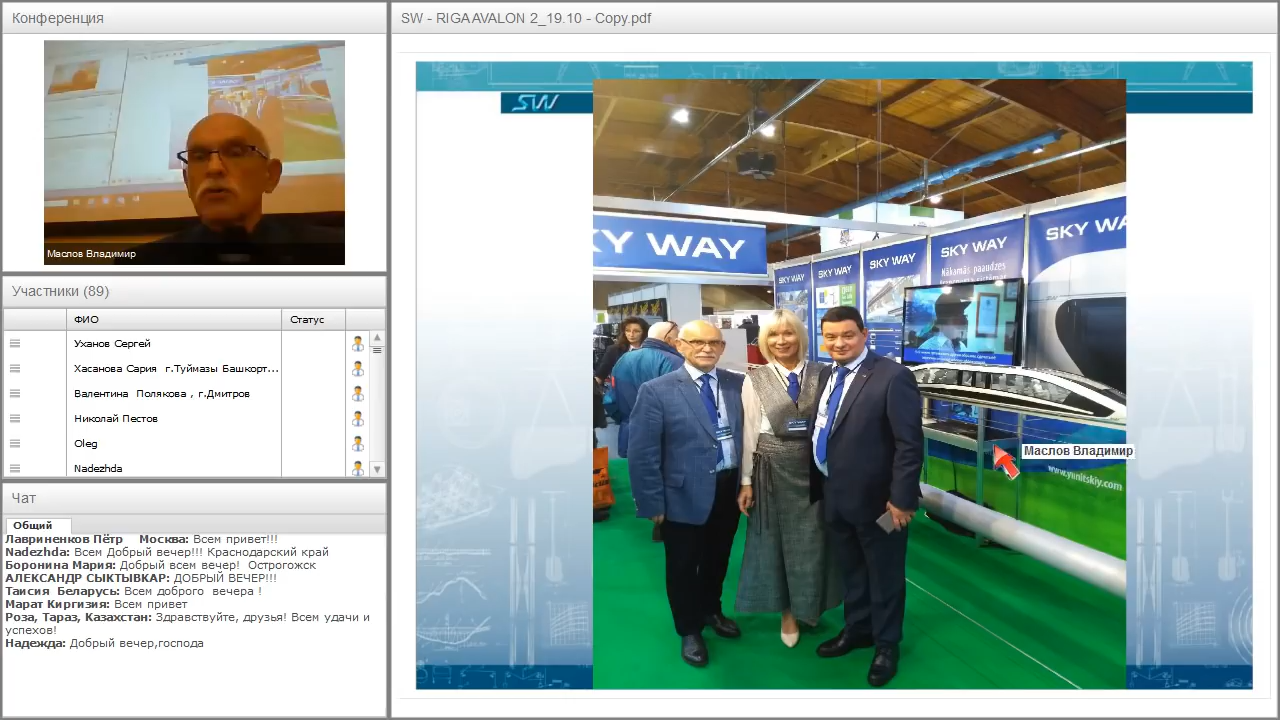 Конференция
Маслов Владимир
Участники (89)
ФИО
Статус
Уханов Сергей
Хасанова Сария г.Туймазы Башкфтг...
Валентина Полякова , г.Дмитров
Николай Пестов
Oleg
Nadezhda
Чат
Общий
Лавриненков Пётр Москва: Всем привет!!!
Nadezhda: Всем Добрый вечер!!! Краснодарский край
Боронина Мария: Добрый всем вечер! Острогожск
АЛЕКСАНДР СЫКТЫВКАР: ДОБРЫЙ ВЕЧЕР!!!
Таисия Беларусь: Всем доброго вечера !
Марат Киргизия: Всем привет
Роза, Тараз, Казахстан: Здравствуйте, друзья! Всем удачи и
успехов!
Надежда: Добрый вечер,господа
SW - RIGAAVALON 2_19.10 - Copy.pdf
SW
KY WAY
SKY WAY
SKY WAY
SKY WAY
SKY WAY
SKY WA
Nākamās paaudzes
Маслов Владимир
www.yunitskiy.com